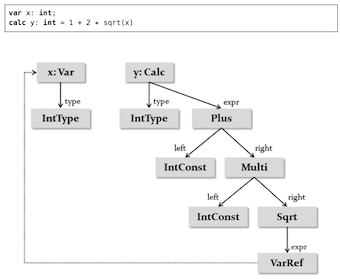 var x: int;
calc y: int = 1 + 2 * sqrt(x)
x: Var
y: Calc
type
type
expr
IntType
IntType
Plus
left
right
IntConst
Multi
left
right
IntConst
Sqrt
expr
VarRef